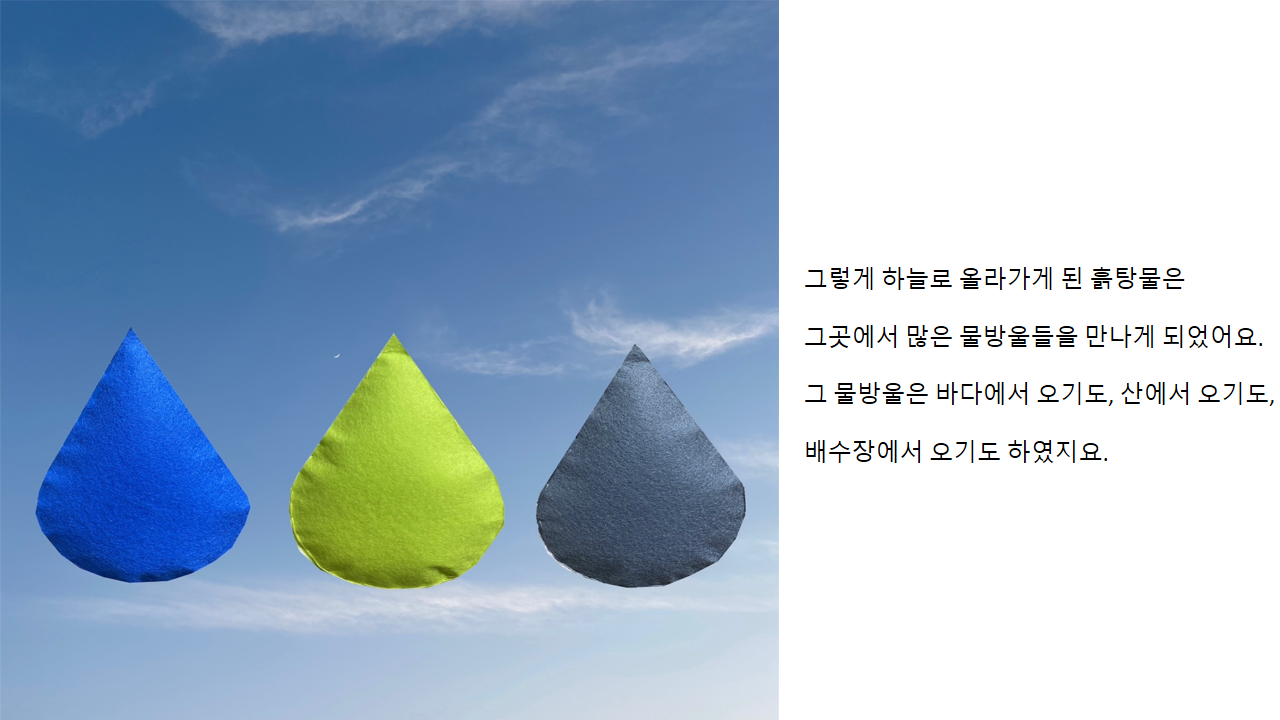 그렇게 하늘로 올라가게 된 흙탕물은
그곳에서 많은 물방울들을 만나게 되었어요.
그 물방울은 바다에서 오기도, 산에서 오기도,
배수장에서 오기도 하였지요.